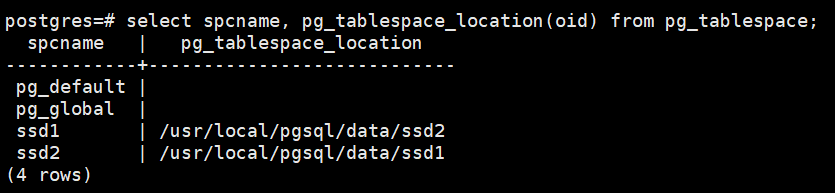 postgres=# select spcname, pg_tablespace_location(oid) from pg_tablespace;
  spcname   |   pg_tablespace_location
------------+----------------------------
 pg_default |
 pg_global  |
 ssd1       | /usr/local/pgsql/data/ssd2
 ssd2       | /usr/local/pgsql/data/ssd1
(4 rows)